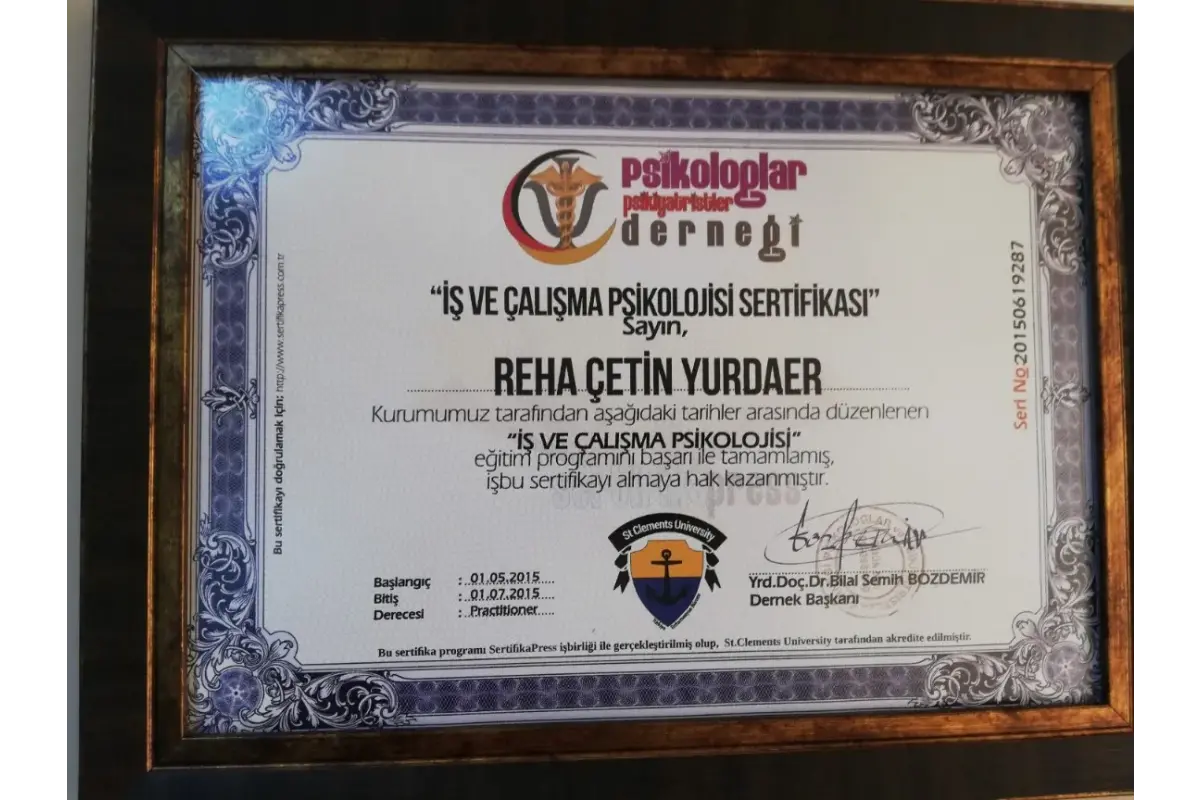 psikologlar
psikiyatristler
derneği
“İŞ VE ÇALIŞMA PSİKOLOJİSİ SERTİFİKASI”
Sayın,
REHA ÇETİN YURDAER
Kurumumuz tarafından aşağıdaki tarihler arasında düzenlenen
“İŞ VE ÇALIŞMA PSİKOLOJİSİ”
eğitim programını başarı ile tamamlamış,
işbu sertifikayı almaya hak kazanmıştır.
Bu sertifikayı doğrulamak için: http://www.sertifikapress.com.tr
Seri No:20150619287
St Clements University
Başlangıç : 01.05.2015
Bitiş : 01.07.2015
Derecesi : Practitioner
Yrd.Doç.Dr.Bilal Semih BOZDEMİR
Dernek Başkanı
Bu sertifika programı SertifikaPress işbirliği ile gerçekleştirilmiş olup, St.Clements University tarafından akredite edilmiştir.